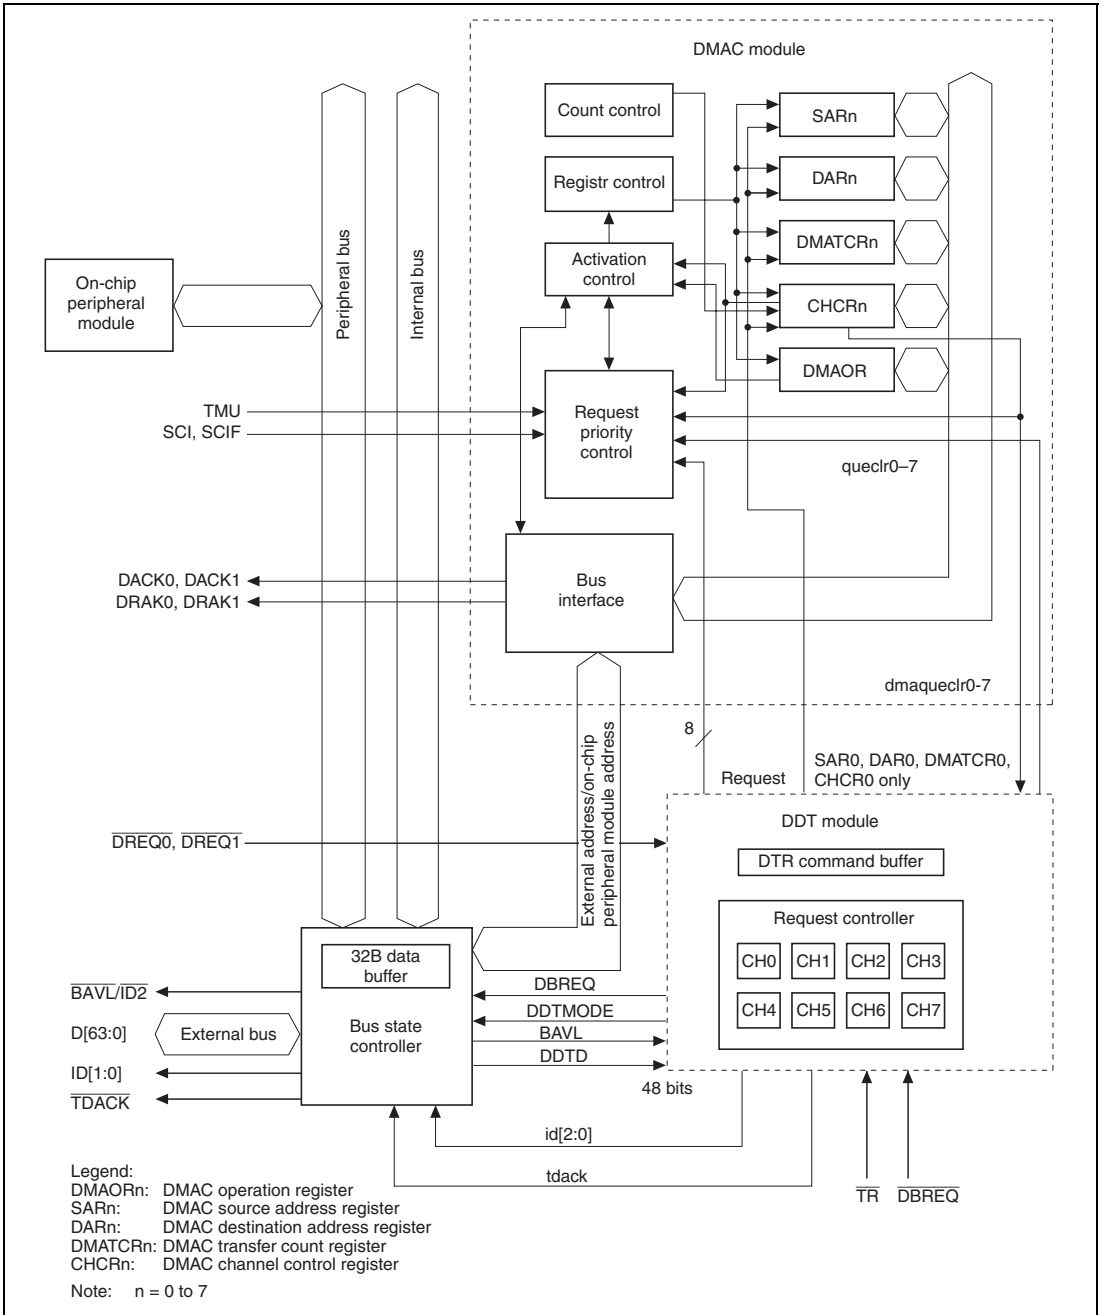 DMAC module
Count control
SARn
Registr control
DARn
Activation
control
DMATCRn
On-chip
peripheral
module
Peripheral bus
Internal bus
CHCRn
DMAOR
TMU
SCI, SCIF
Request
priority
control
queclr0–7
DACK0, DACK1
DRAK0, DRAK1
Bus
interface
dmaqueclr0-7
External address/on-chip
peripheral module address
8
Request
SAR0, DAR0, DMATCR0,
CHCR0 only
DDT module
DREQ0, DREQ1
DTR command buffer
Request controller
CH0 CH1 CH2 CH3
CH4 CH5 CH6 CH7
32B data
buffer
Bus state
controller
BAVL/ID2
D[63:0]
External bus
ID[1:0]
TDACK
DBREQ
DDTMODE
BAVL
DDTD
48 bits
id[2:0]
tdack
TR
DBREQ
Legend:
DMAORn: DMAC operation register
SARn: DMAC source address register
DARn: DMAC destination address register
DMATCRn: DMAC transfer count register
CHCRn: DMAC channel control register
Note: n = 0 to 7